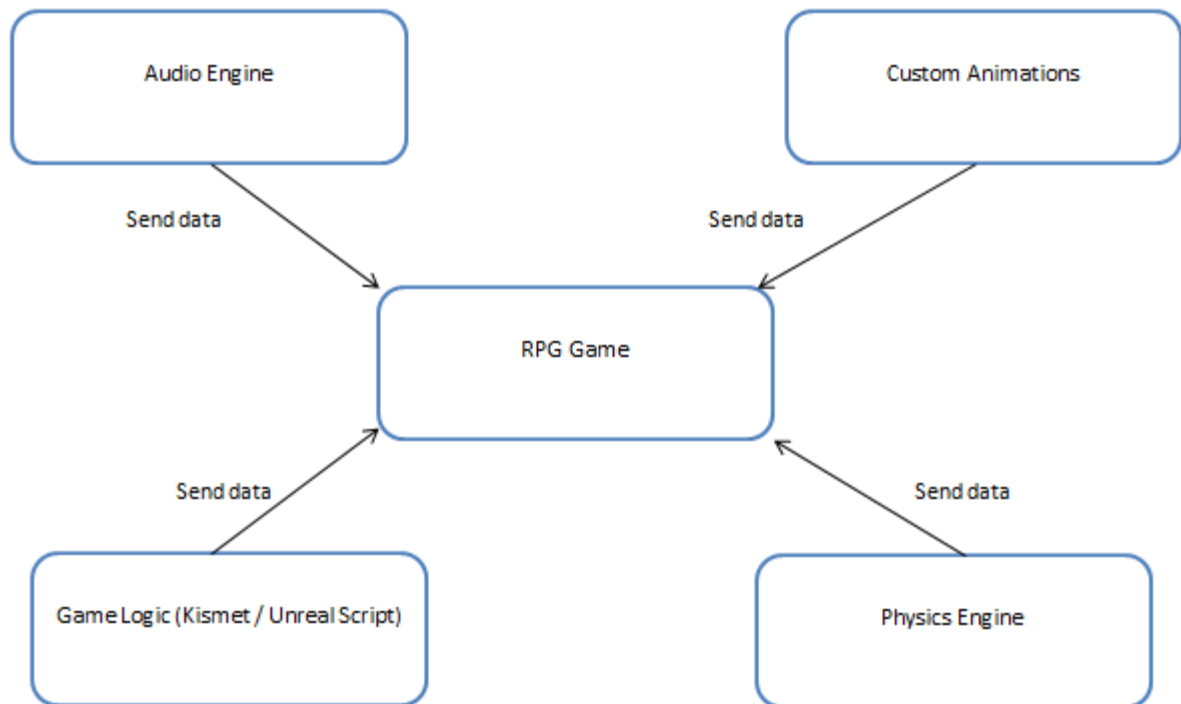 Audio Engine
Custom Animations
Send data
Send data
RPG Game
Send data
Send data
Game Logic (Kismet / Unreal Script)
Physics Engine